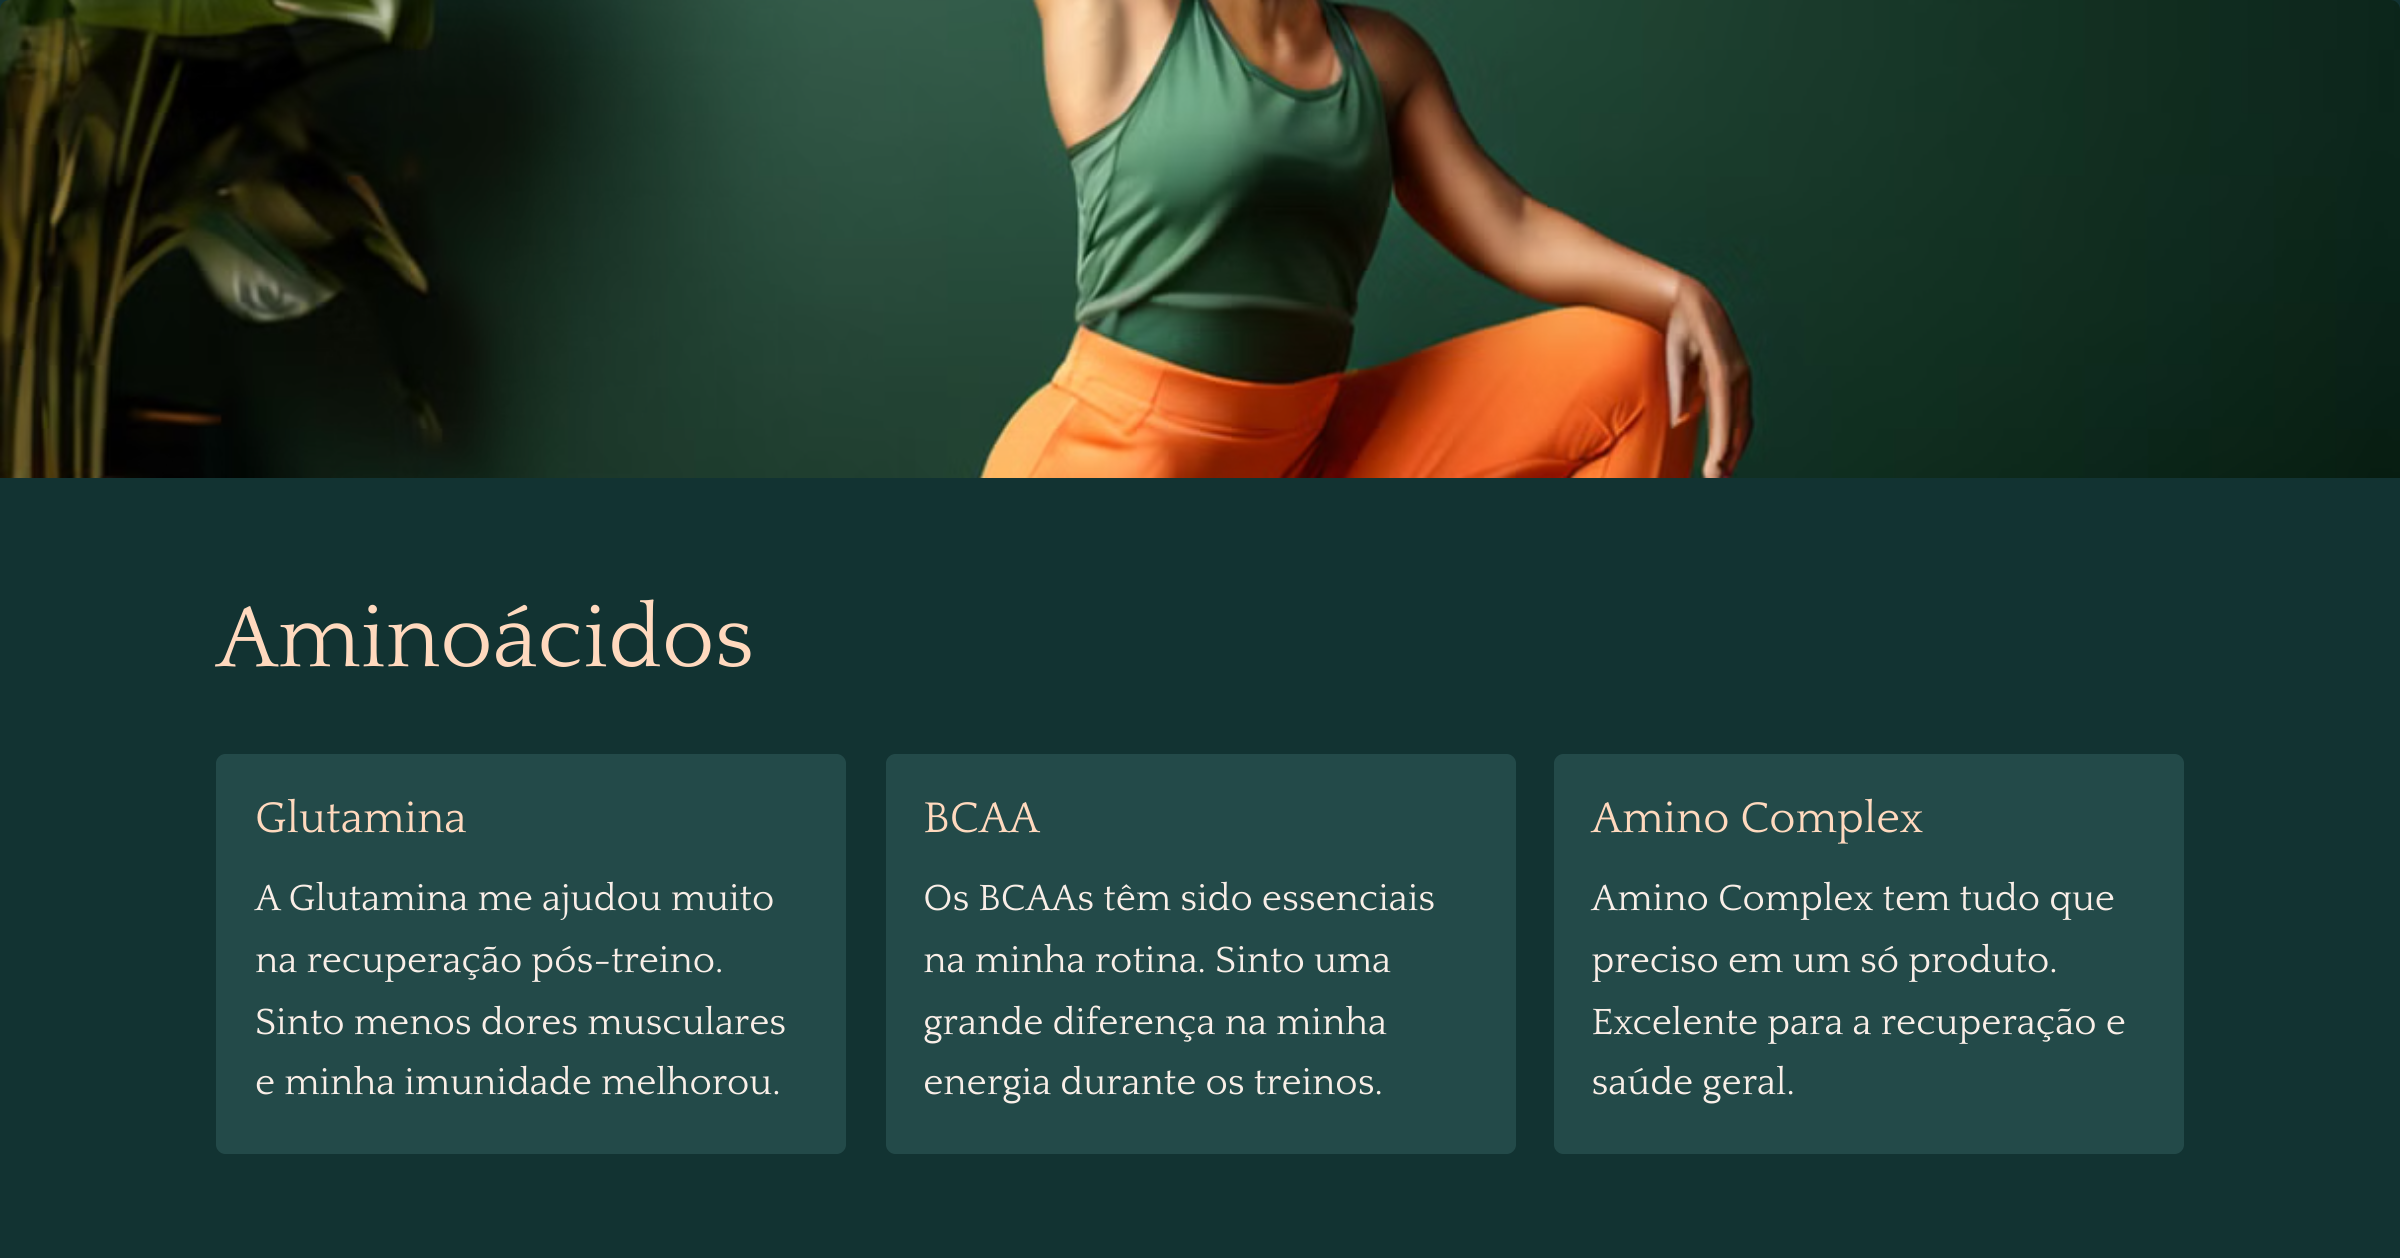 Aminoácidos
Glutamina
A Glutamina me ajudou muito
na recuperação pós-treino.
Sinto menos dores musculares
e minha imunidade melhorou.
BCAA
Os BCAAs têm sido essenciais
na minha rotina. Sinto uma
grande diferença na minha
energia durante os treinos.
Amino Complex
Amino Complex tem tudo que
preciso em um só produto.
Excelente para a recuperação e
saúde geral.